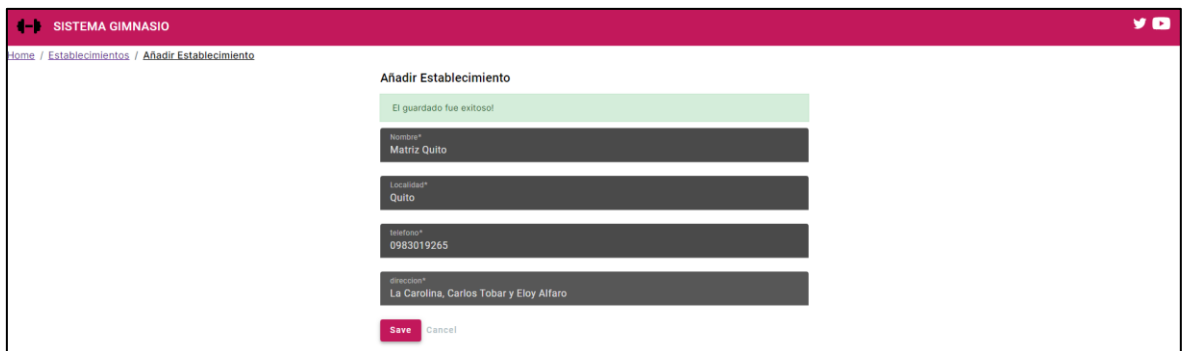 SISTEMA GIMNASIO
Home / Establecimientos / Añadir Establecimiento
Añadir Establecimiento
El guardado fue exitoso!
Nombre*
Matriz Quito
Localidad*
Quito
telefono*
0983019265
direccion*
La Carolina, Carlos Tobar y Eloy Alfaro
Save Cancel